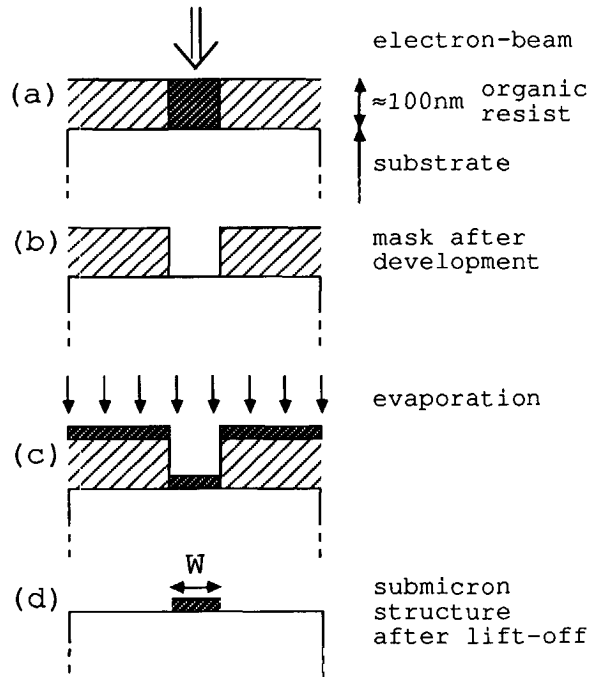 electron-beam
(a)
≈100nm organic
resist
substrate
(b)
mask after
development
evaporation
(c)
W
(d)
submicron
structure
after lift-off